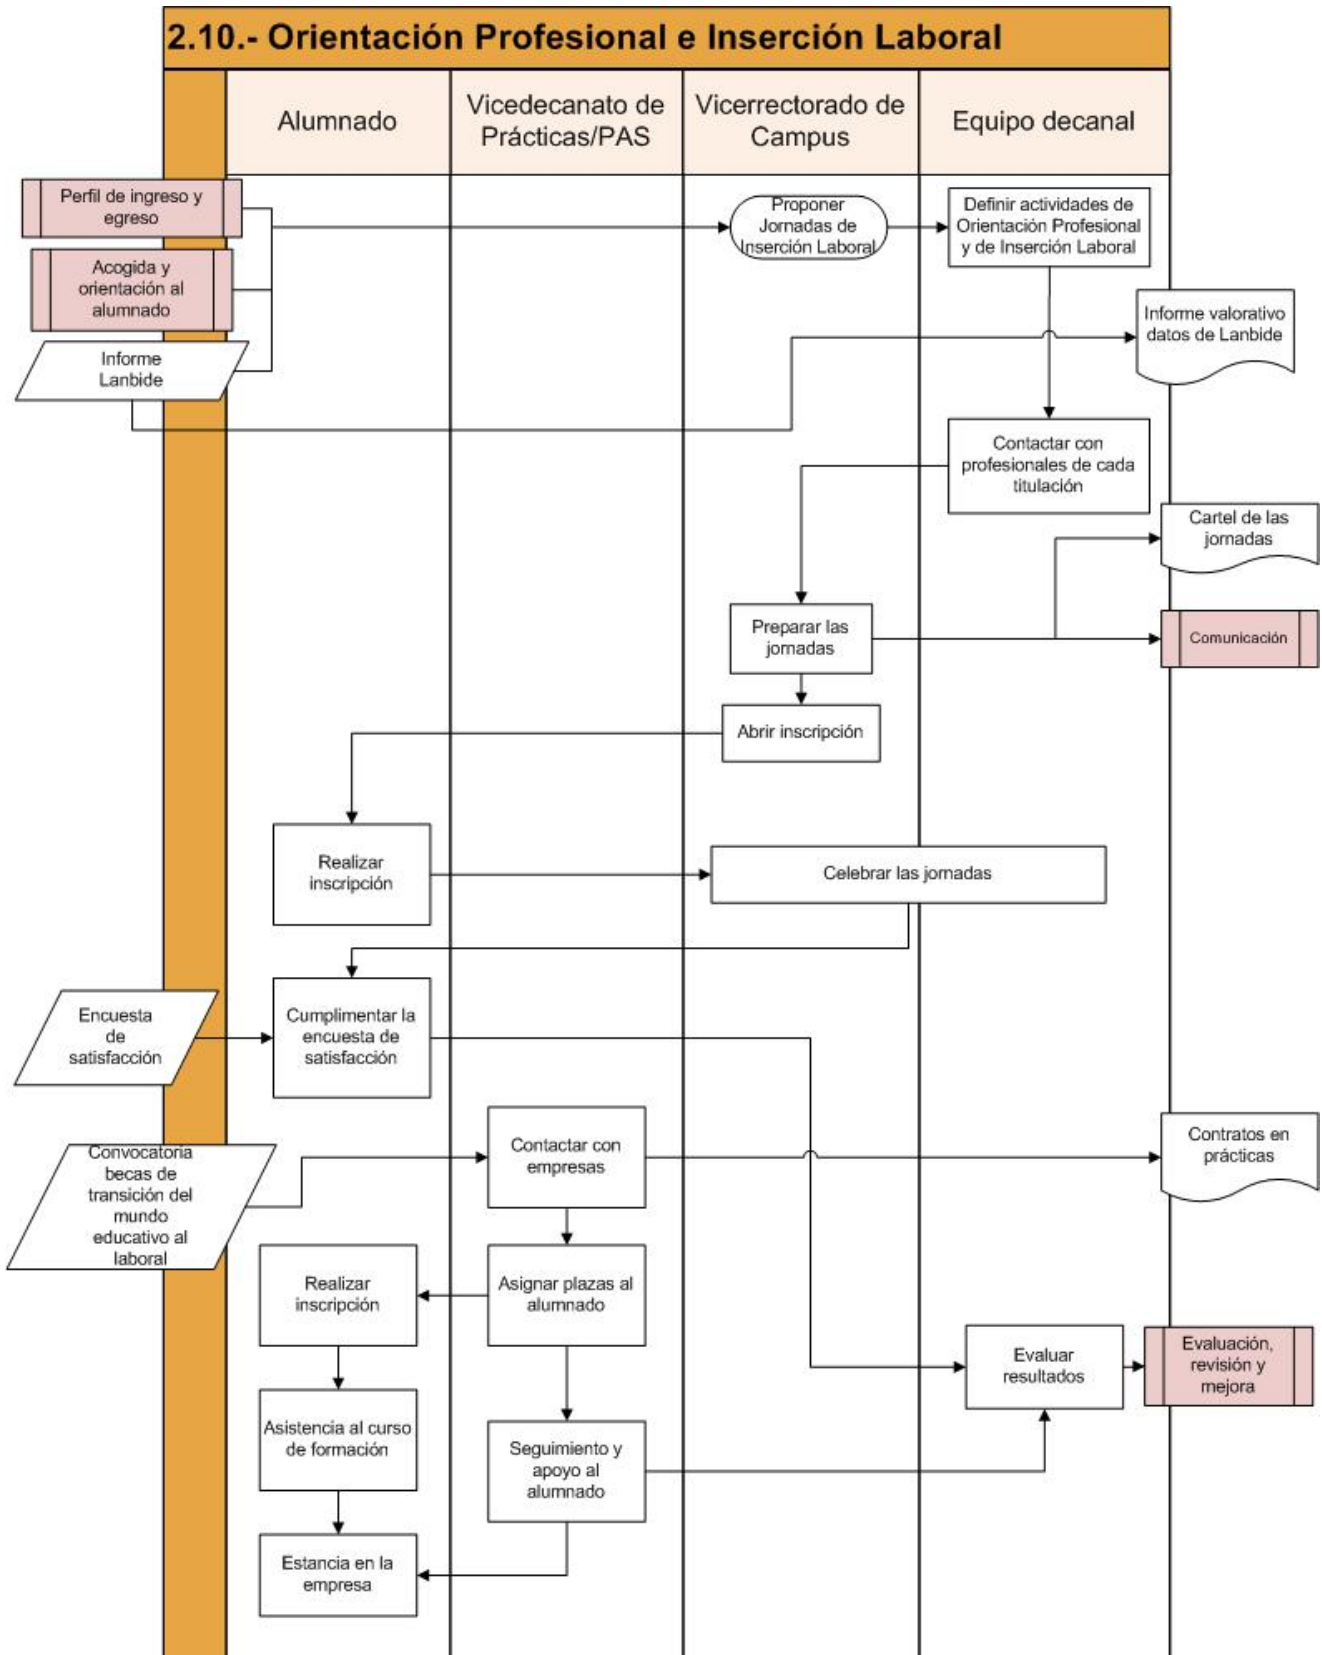 2.10.- Orientación Profesional e Inserción Laboral
Alumnado
Vicedecanato de
Prácticas/PAS
Vicerrectorado de
Campus
Equipo decanal
Perfil de ingreso y
egreso
Proponer
Jornadas de
Inserción Laboral
Definir actividades de
Orientación Profesional
y de Inserción Laboral
Acogida y
orientación al
alumnado
Informe valorativo
datos de Lanbide
Informe
Lanbide
Contactar con
profesionales de cada
titulación
Cartel de las
jornadas
Preparar las
jornadas
Comunicación
Abrir inscripción
Realizar
inscripción
Celebrar las jornadas
Encuesta
de
satisfacción
Cumplimentar la
encuesta de
satisfacción
Contactar con
empresas
Contratos en
prácticas
Convocatoria
becas de
transición del
mundo
educativo al
laboral
Realizar
inscripción
Asignar plazas al
alumnado
Evaluar
resultados
Evaluación,
revisión y
mejora
Asistencia al curso
de formación
Seguimiento y
apoyo al
alumnado
Estancia en la
empresa